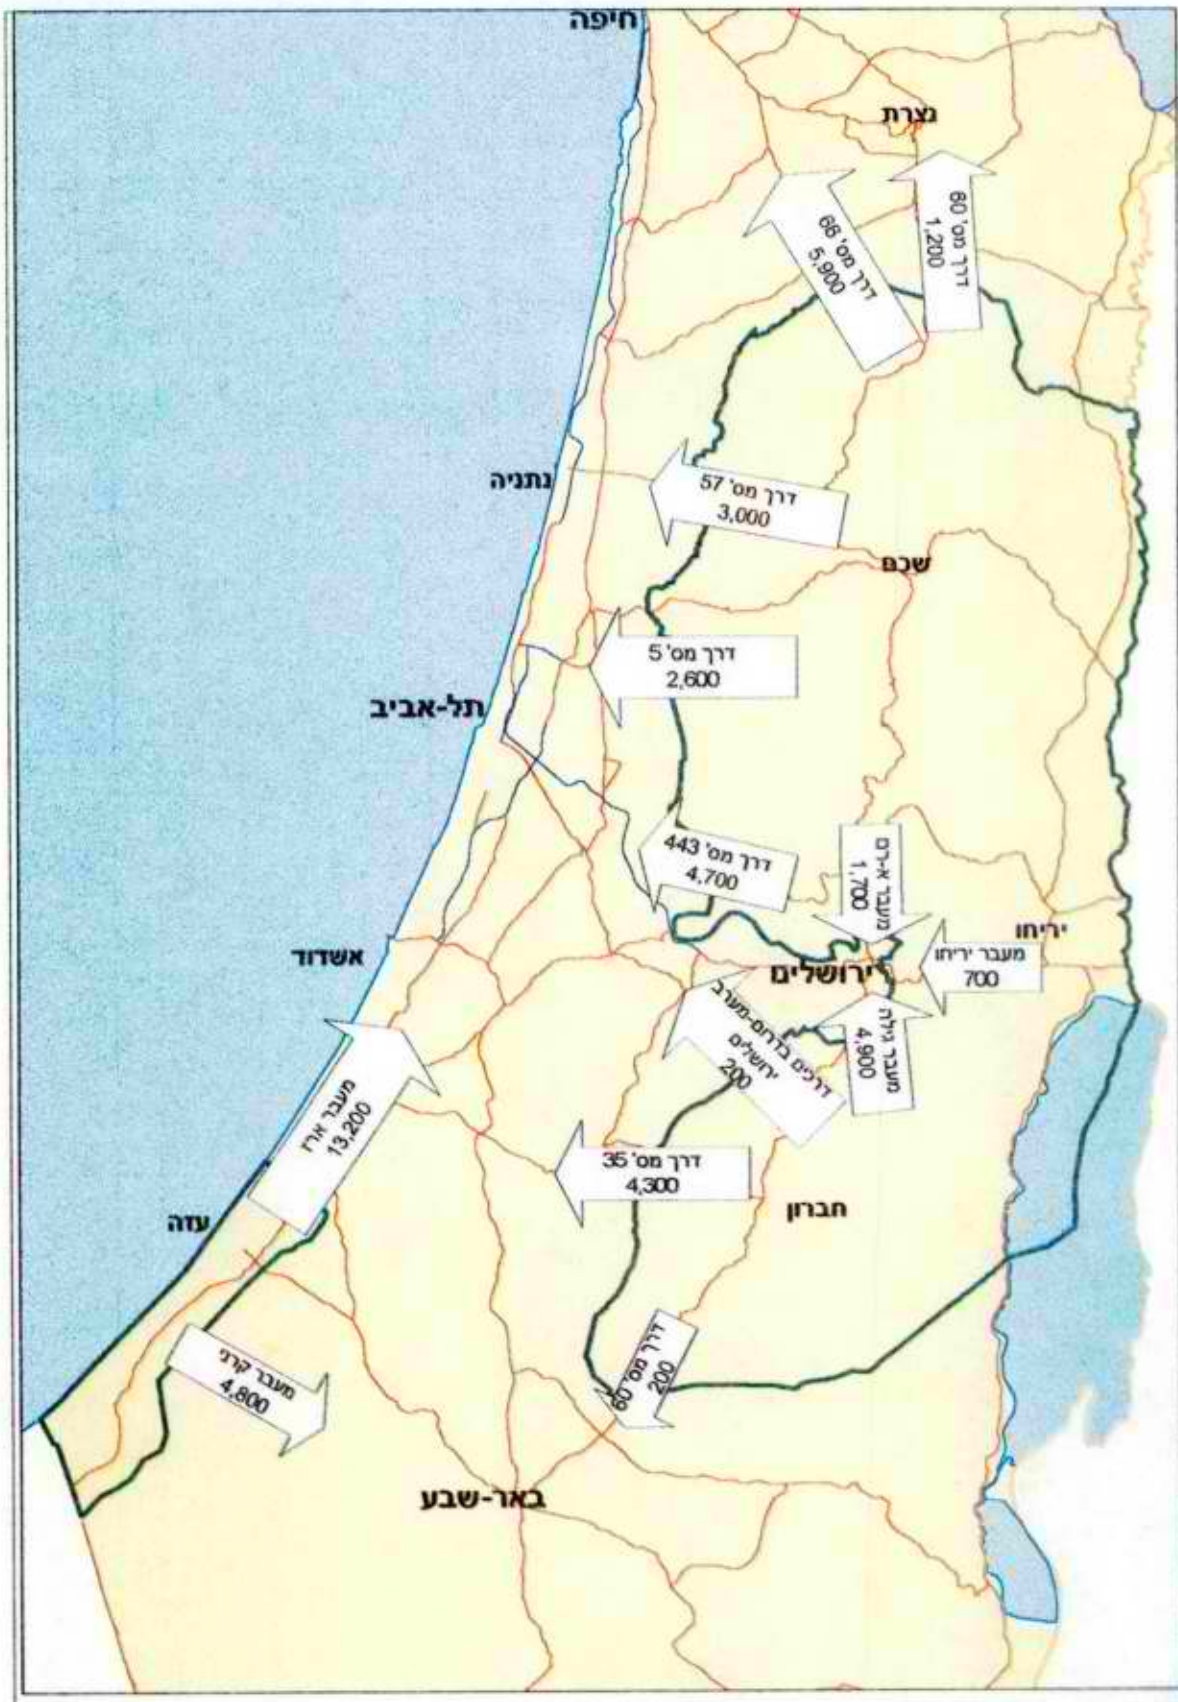 חיפה
נצרת
דרך מס' 60
1,200
דרך מס' 66
5,900
נתניה
דרך מס' 57
3,000
שכם
דרך מס' 5
2,600
תל-אביב
דרך מס' 443
4,700
מעבר א-רם
1,700
יריחו
מעבר יריחו
700
ירושלים
אשדוד
מעבר גילה
4,900
דרכים בדרום-מערב
ירושלים
200
מעבר ארז
13,200
דרך מס' 35
4,300
חברון
עזה
דרך מס' 60
200
מעבר קרני
4,800
באר-שבע